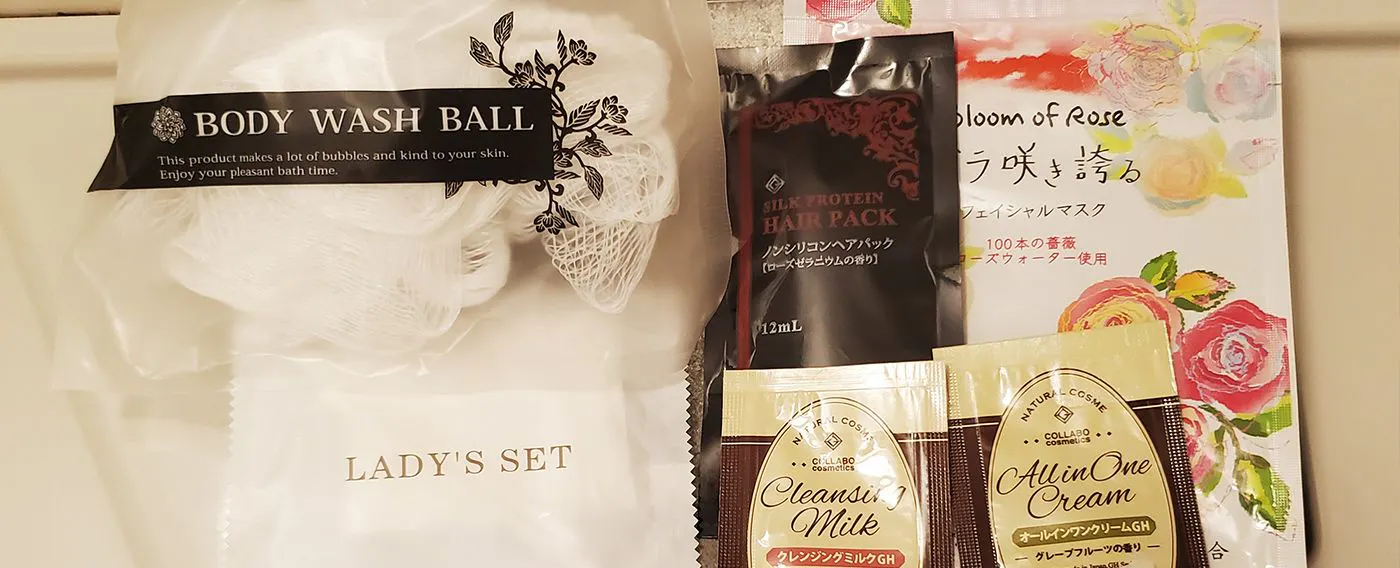 BODY WASH BALL
This product makes a lot of bubbles and kind to your skin.
Enjoy your pleasant bath time.
LADY'S SET
SILK PROTEIN
HAIR PACK
ノンシリコンヘアパック
【ローズゼラニウムの香り】
12mL
bloom of Rose
ラ咲き誇る
フェイシャルマスク
100本の薔薇
ローズウォーター使用
NATURAL COSME
COLLABO
cosmetics
Cleansing
Milk
クレンジングミルクGH
NATURAL COSME
COLLABO
cosmetics
All in One
Cream
オールインワンクリームGH
グレープフルーツの香り
合